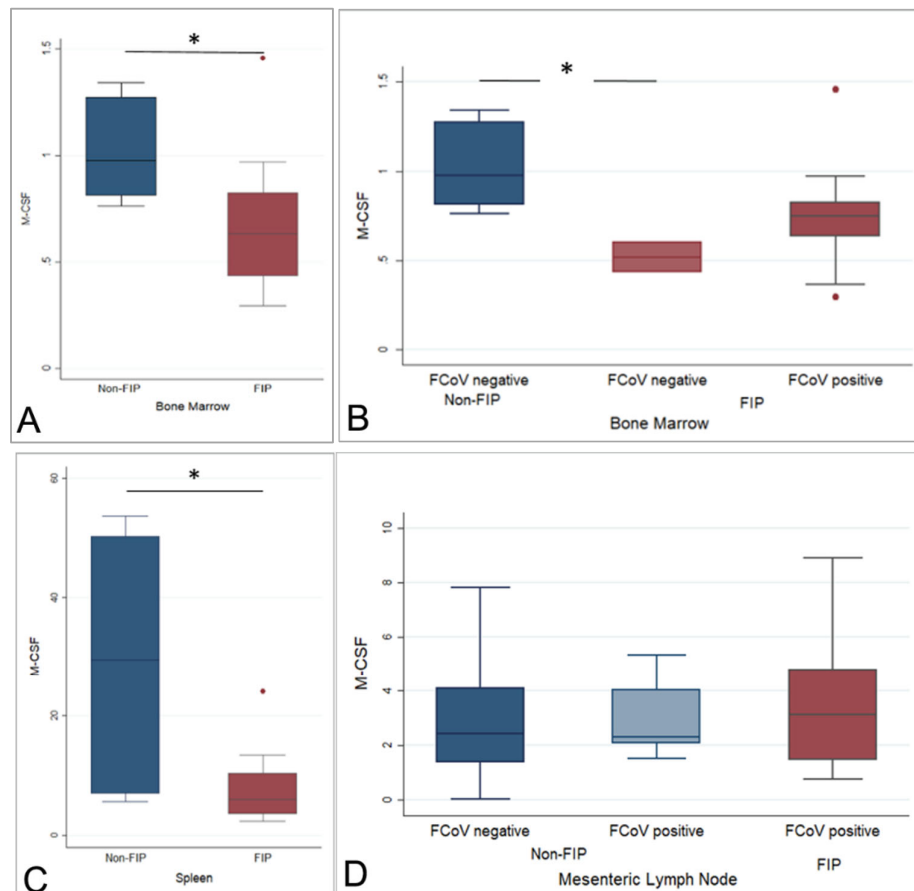 *
1.5
1
.5
0
M-CSF
Non-FIP FIP
Bone Marrow
A
*
1.5
1
.5
0
M-CSF
FCoV negative FCoV negative FCoV positive
Non-FIP FIP
Bone Marrow
B
*
60
40
20
0
M-CSF
Non-FIP FIP
Spleen
C
10
8
6
4
2
0
M-CSF
FCoV negative FCoV positive FCoV positive
Non-FIP FIP
Mesenteric Lymph Node
D